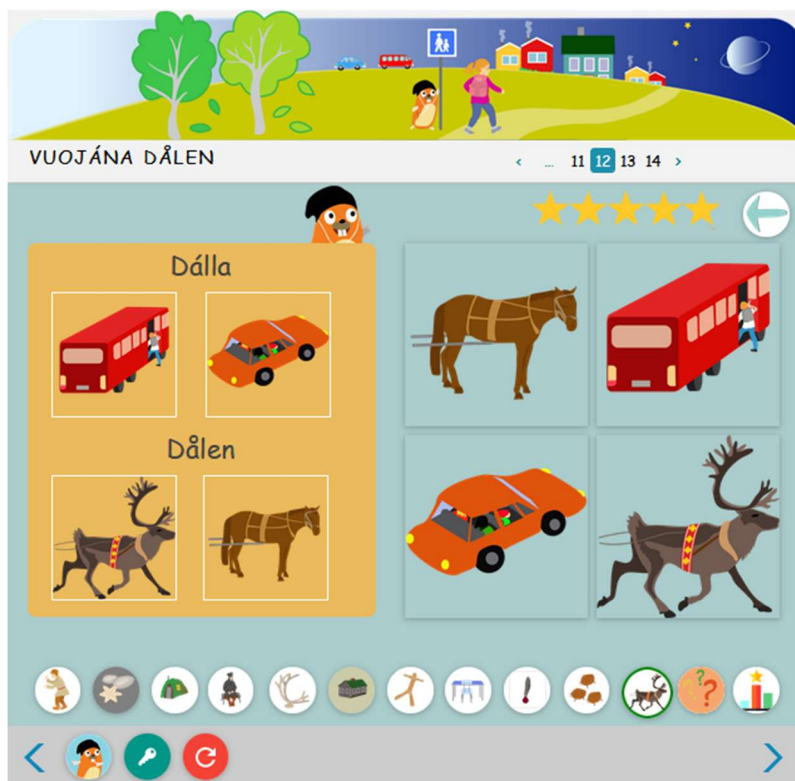 VUOJÁNA DÅLEN
‹ ... 11 12 13 14 ›
Dálla
Dålen
? ? ?